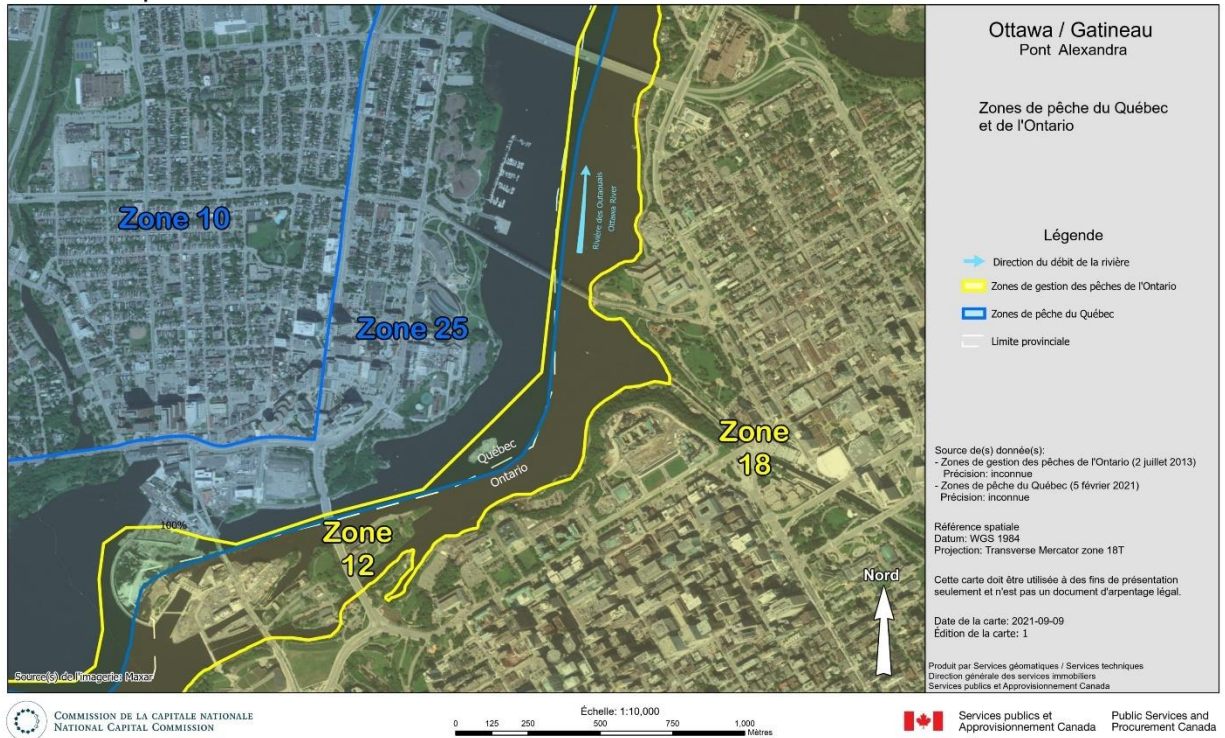 Ottawa / Gatineau
Pont Alexandra
Zones de pêche du Québec
et de l'Ontario
Légende
Direction du débit de la rivière
Zones de gestion des pêches de l'Ontario
Zones de pêche du Québec
Limite provinciale
Source de(s) donnée(s):
- Zones de gestion des pêches de l'Ontario (2 juillet 2013)
Précision: inconnue
- Zones de pêche du Québec (5 février 2021)
Précision: inconnue
Référence spatiale
Datum: WGS 1984
Projection: Transverse Mercator zone 18T
Cette carte doit être utilisée à des fins de présentation
seulement et n'est pas un document d'arpentage légal.
Date de la carte: 2021-09-09
Édition de la carte: 1
Produit par Services géomatiques / Services techniques
Direction générale des services immobiliers
Services publics et Approvisionnement Canada
Zone 10
Zone 25
Rivière des Outaouais
Ottawa River
Québec
Ontario
Zone
18
Zone
12
100%
Nord
Source(s) de l'imagerie: Maxar
COMMISSION DE LA CAPITALE NATIONALE
NATIONAL CAPITAL COMMISSION
Échelle: 1:10,000
0 125 250 500 750 1,000
Mètres
Services publics et
Approvisionnement Canada
Public Services and
Procurement Canada